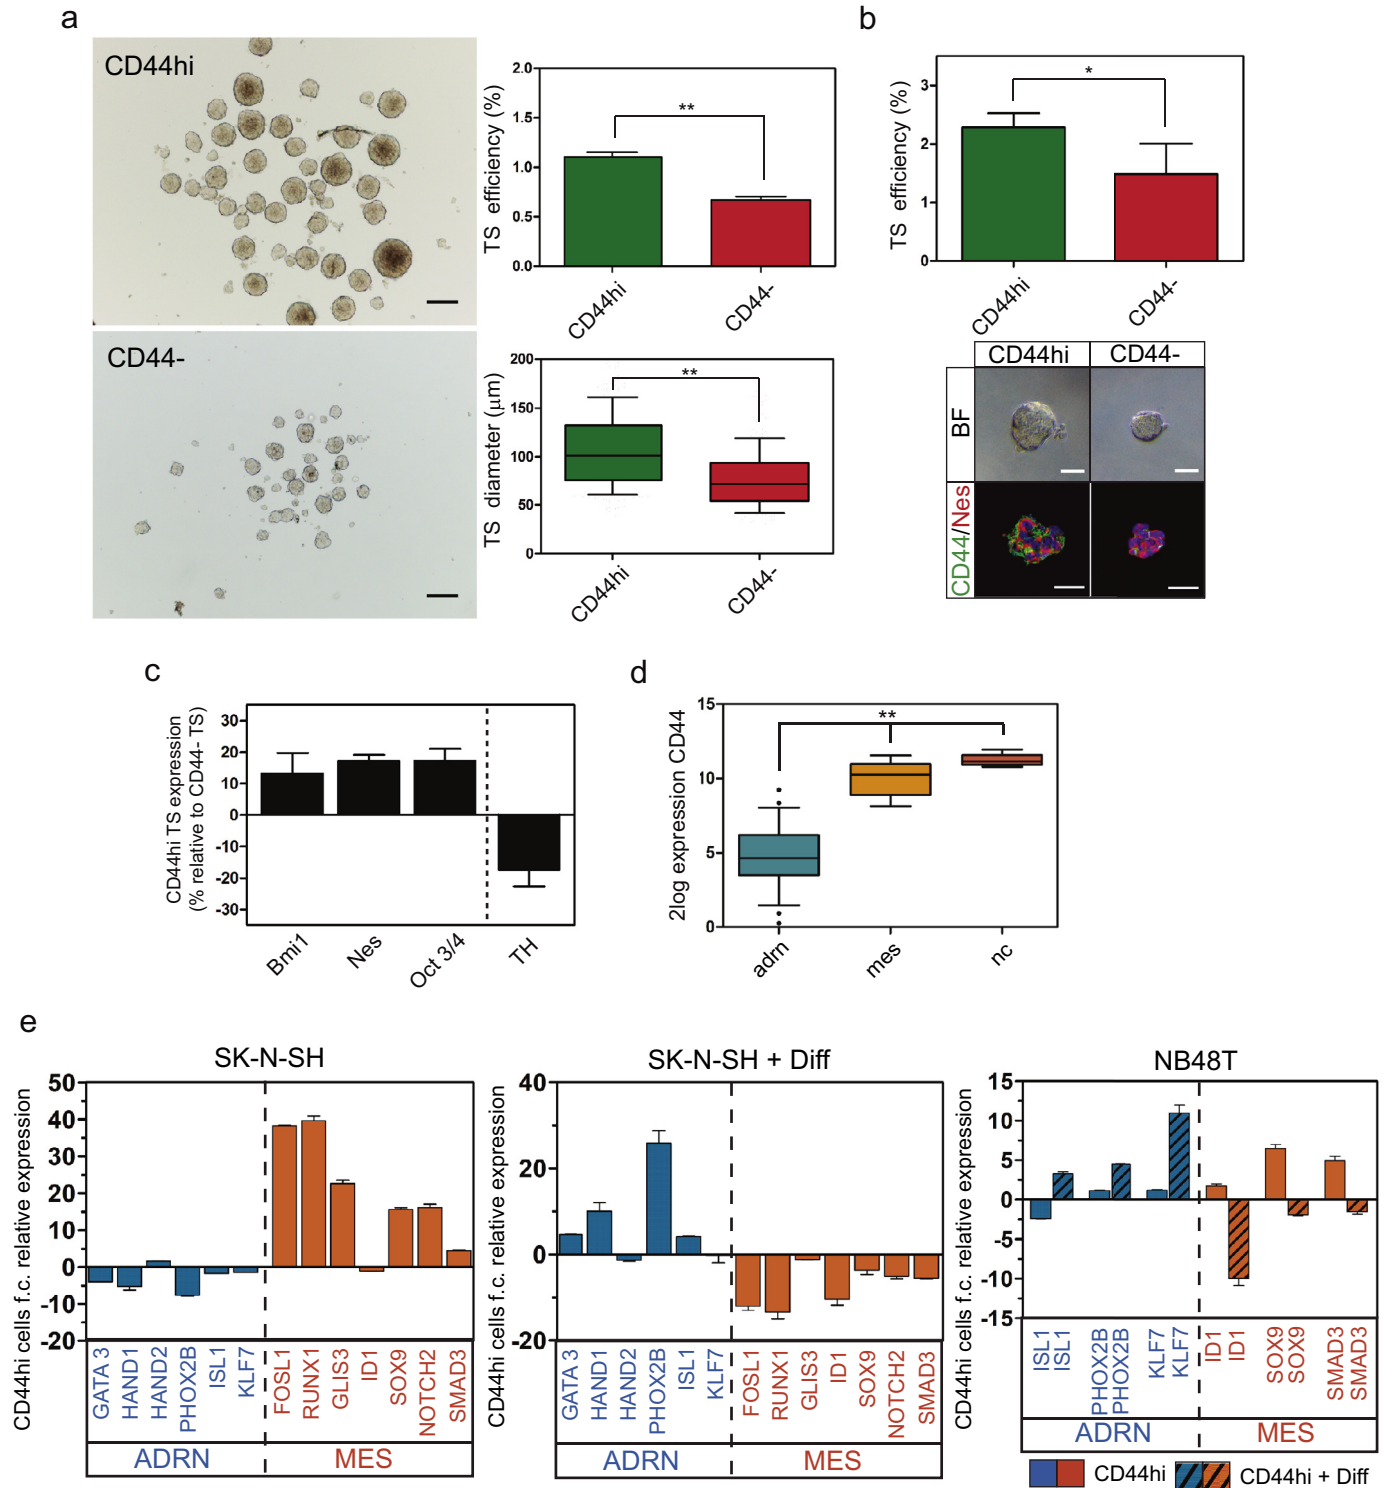 a
CD44hi
CD44-
TS efficiency (%)
2.0
1.5
1.0
0.5
0.0
**
CD44hi
CD44-
TS diameter (μm)
200
150
100
50
0
**
CD44hi
CD44-
b
TS efficiency (%)
3
2
1
0
*
CD44hi
CD44-
CD44hi CD44-
BF
CD44/Nes
c
CD44hi TS expression
(% relative to CD44- TS)
30
20
10
0
-10
-20
-30
Bmi1
Nes
Oct 3/4
TH
d
2log expression CD44
15
10
5
0
**
adrn
mes
nc
e
SK-N-SH
CD44hi cells f.c. relative expression
50
40
30
20
10
0
-10
-20
GATA 3
HAND1
HAND2
PHOX2B
ISL1
KLF7
FOSL1
RUNX1
GLIS3
ID1
SOX9
NOTCH2
SMAD3
ADRN MES
SK-N-SH + Diff
CD44hi cells f.c. relative expression
40
20
0
-20
GATA 3
HAND1
HAND2
PHOX2B
ISL1
KLF7
FOSL1
RUNX1
GLIS3
ID1
SOX9
NOTCH2
SMAD3
ADRN MES
NB48T
CD44hi cells f.c. relative expression
15
10
5
0
-5
-10
-15
ISL1
ISL1
PHOX2B
PHOX2B
KLF7
KLF7
ID1
ID1
SOX9
SOX9
SMAD3
SMAD3
ADRN MES
CD44hi CD44hi + Diff